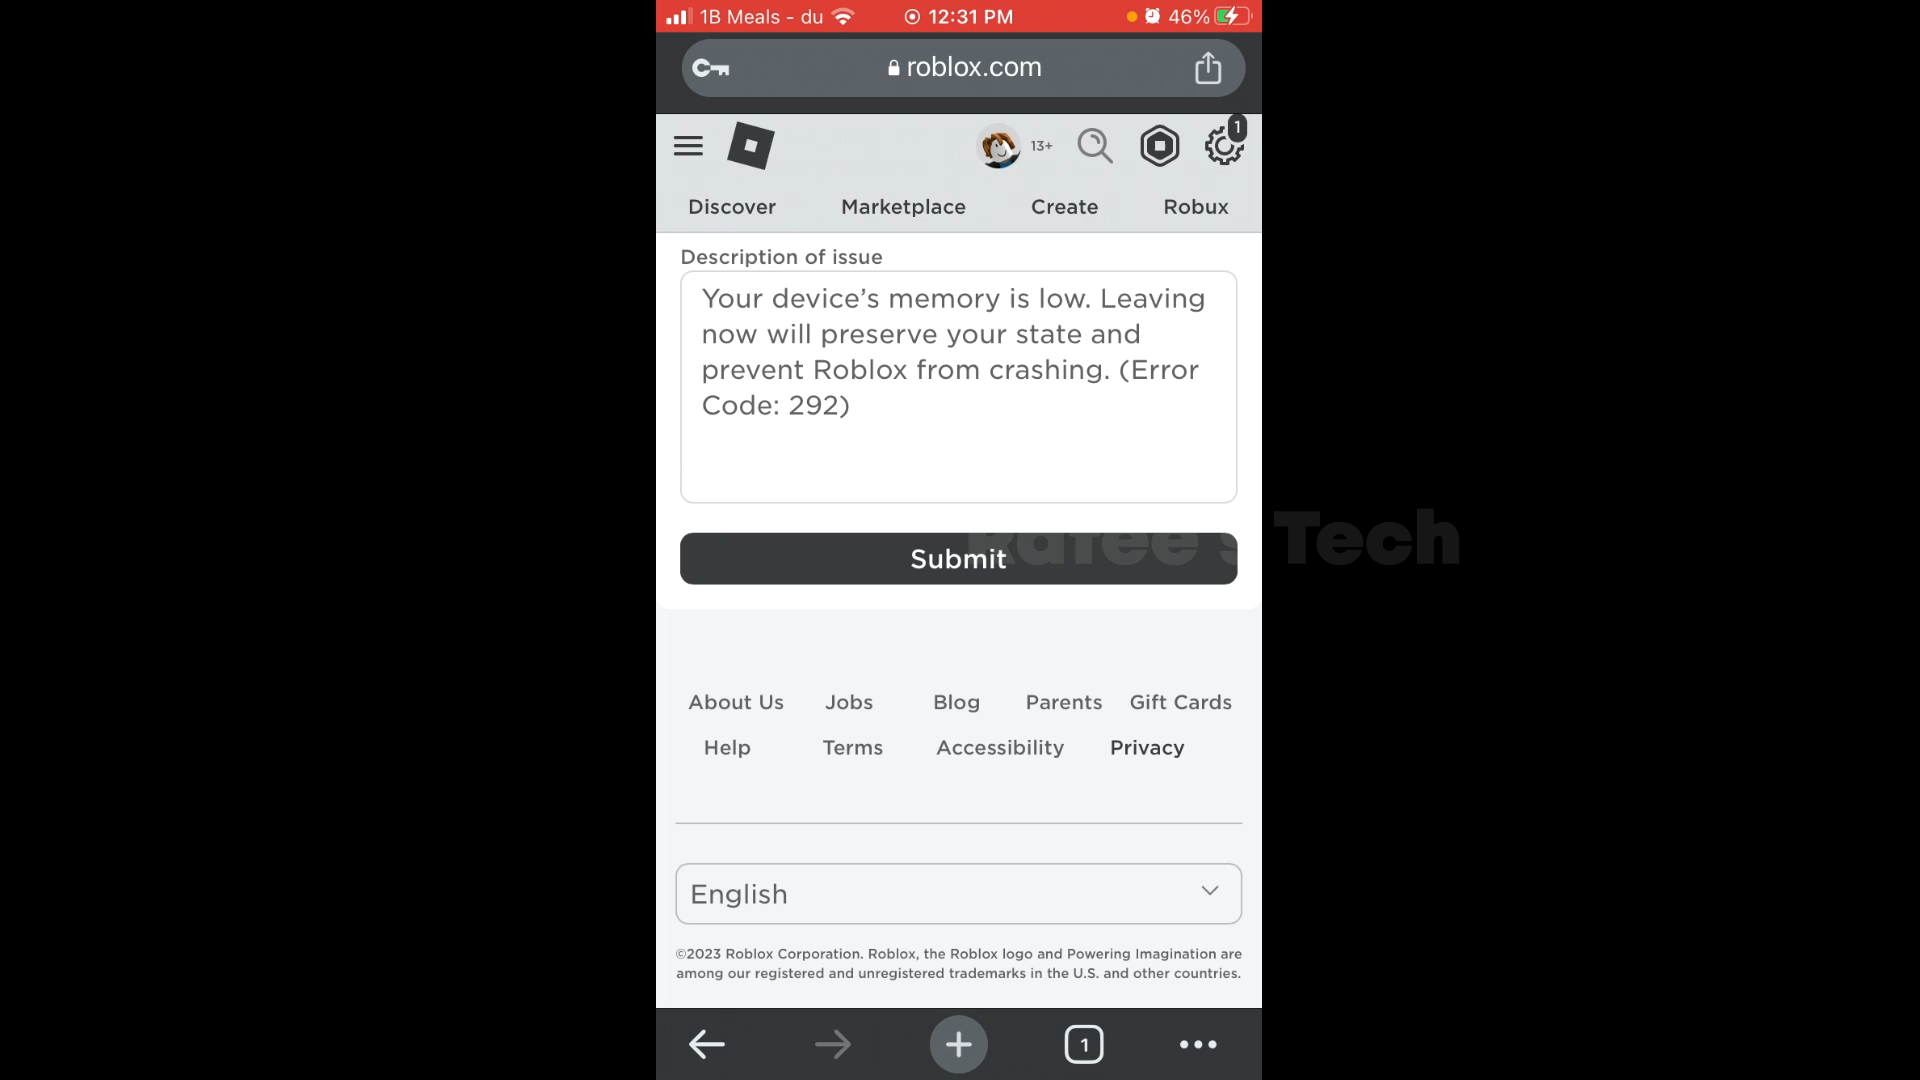 1B Meals - du 12:31 PM 46%
roblox.com
13+ 1
Discover Marketplace Create Robux
Description of issue
Your device’s memory is low. Leaving
now will preserve your state and
prevent Roblox from crashing. (Error
Code: 292)
Submit
Rafee's Tech
About Us Jobs Blog Parents Gift Cards
Help Terms Accessibility Privacy
English
©2023 Roblox Corporation. Roblox, the Roblox logo and Powering Imagination are
among our registered and unregistered trademarks in the U.S. and other countries.
1